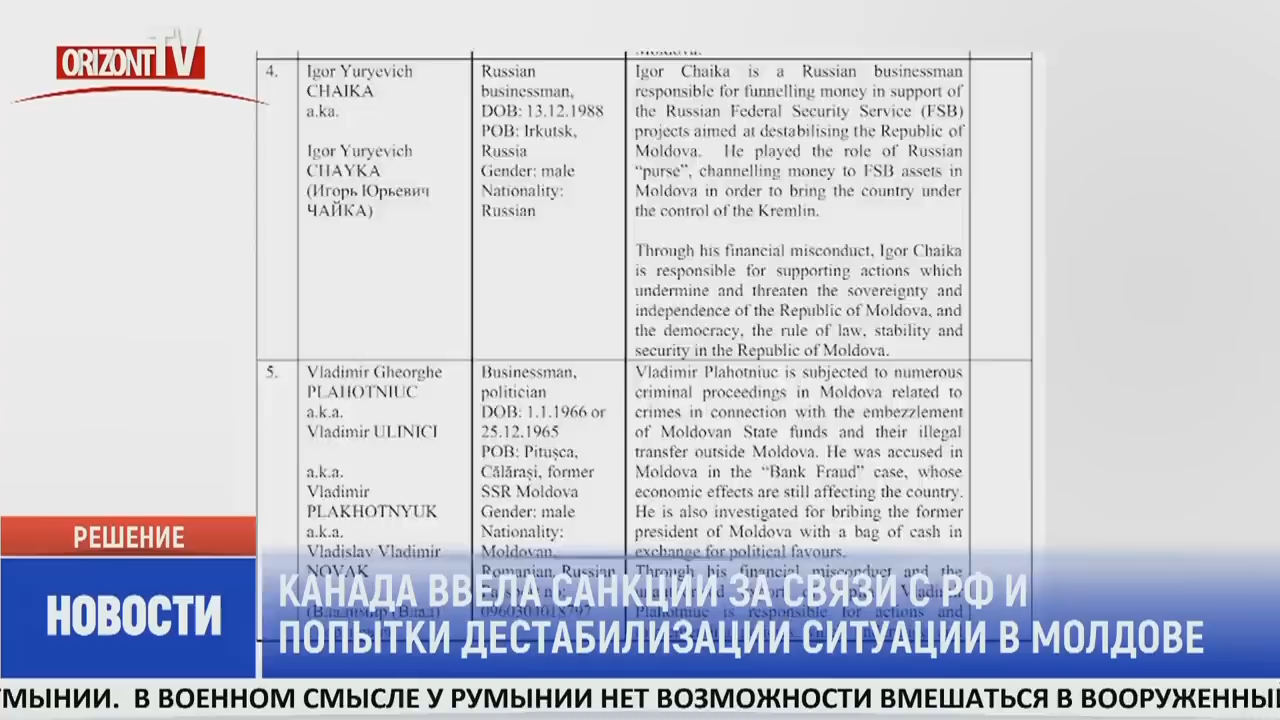 ORIZONT TV
4.
Igor Yuryevich
CHAIKA
a.k.a.
Igor Yuryevich
CHAYKA
(Игорь Юрьевич
ЧАЙКА)
Russian
businessman,
DOB: 13.12.1988
POB: Irkutsk,
Russia
Gender: male
Nationality:
Russian
Moldova.
Igor Chaika is a Russian businessman
responsible for funnelling money in support of
the Russian Federal Security Service (FSB)
projects aimed at destabilising the Republic of
Moldova. He played the role of Russian
“purse”, channelling money to FSB assets in
Moldova in order to bring the country under
the control of the Kremlin.
Through his financial misconduct, Igor Chaika
is responsible for supporting actions which
undermine and threaten the sovereignty and
independence of the Republic of Moldova, and
the democracy, the rule of law, stability and
security in the Republic of Moldova.
5.
Vladimir Gheorghe
PLAHOTNIUC
a.k.a.
Vladimir ULINICI
a.k.a.
Vladimir
PLAKHOTNYUK
a.k.a.
Vladislav Vladimir
NOVAK
Businessman,
politician
DOB: 1.1.1966 or
25.12.1965
POB: Pitușca,
Călărași, former
SSR Moldova
Gender: male
Nationality:
Moldovan,
Romanian, Russian
Vladimir Plahotniuc is subjected to numerous
criminal proceedings in Moldova related to
crimes in connection with the embezzlement
of Moldovan State funds and their illegal
transfer outside Moldova. He was accused in
Moldova in the “Bank Fraud” case, whose
economic effects are still affecting the country.
He is also investigated for bribing the former
president of Moldova with a bag of cash in
exchange for political favours.
Through his financial misconduct and the
РЕШЕНИЕ
НОВОСТИ
КАНАДА ВВЕЛА САНКЦИИ ЗА СВЯЗИ С РФ И
ПОПЫТКИ ДЕСТАБИЛИЗАЦИИ СИТУАЦИИ В МОЛДОВЕ
УМЫНИИ. В ВОЕННОМ СМЫСЛЕ У РУМЫНИИ НЕТ ВОЗМОЖНОСТИ ВМЕШАТЬСЯ В ВООРУЖЕННЫЙ